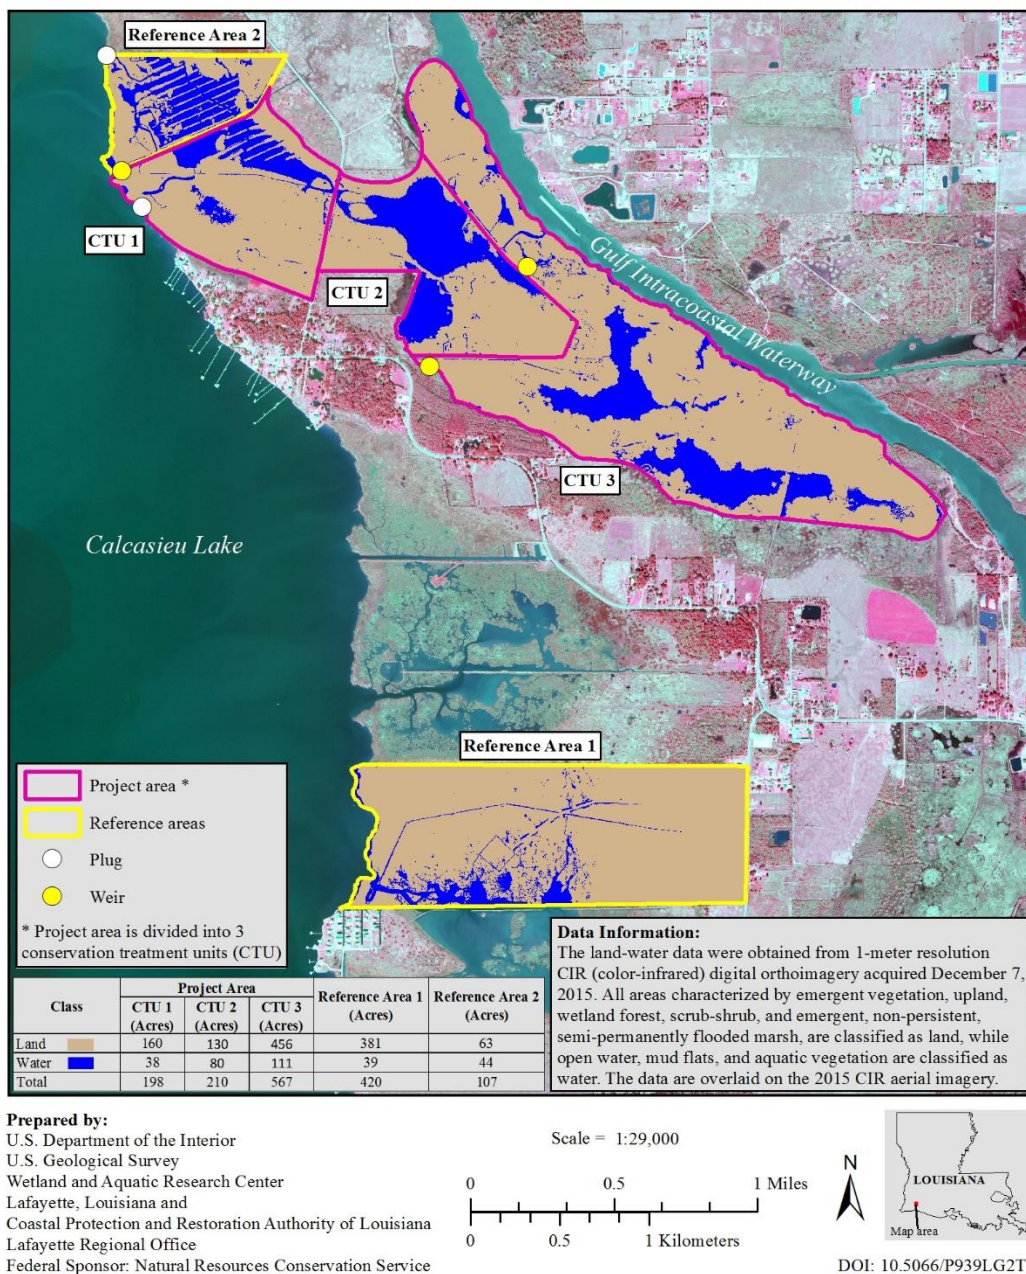 Reference Area 2
CTU 1
CTU 2
Gulf Intracoastal Waterway
CTU 3
Calcasieu Lake
Reference Area 1
Project area *
Reference areas
Plug
Weir
* Project area is divided into 3
conservation treatment units (CTU)
Class Project Area Reference Area 1 (Acres) Reference Area 2 (Acres)
CTU 1 (Acres) CTU 2 (Acres) CTU 3 (Acres)
Land 160 130 456 381 63
Water 38 80 111 39 44
Total 198 210 567 420 107
Data Information:
The land-water data were obtained from 1-meter resolution
CIR (color-infrared) digital orthoimagery acquired December 7,
2015. All areas characterized by emergent vegetation, upland,
wetland forest, scrub-shrub, and emergent, non-persistent,
semi-permanently flooded marsh, are classified as land, while
open water, mud flats, and aquatic vegetation are classified as
water. The data are overlaid on the 2015 CIR aerial imagery.
Prepared by:
U.S. Department of the Interior
U.S. Geological Survey
Wetland and Aquatic Research Center
Lafayette, Louisiana and
Coastal Protection and Restoration Authority of Louisiana
Lafayette Regional Office
Federal Sponsor: Natural Resources Conservation Service
Scale = 1:29,000
0 0.5 1 Miles
0 0.5 1 Kilometers
N
LOUISIANA
Map area
DOI: 10.5066/P939LG2T